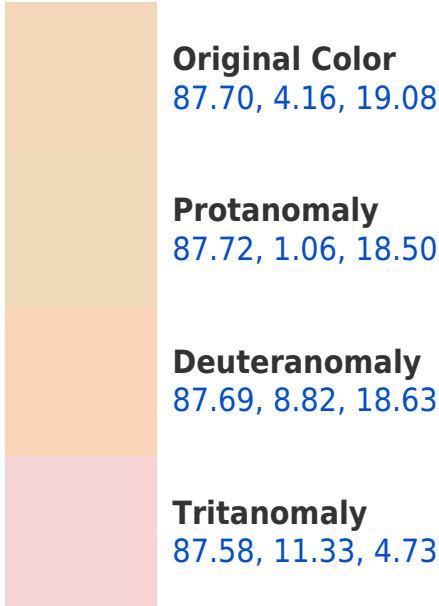 Original Color
87.70, 4.16, 19.08
Protanomaly
87.72, 1.06, 18.50
Deuteranomaly
87.69, 8.82, 18.63
Tritanomaly
87.58, 11.33, 4.73